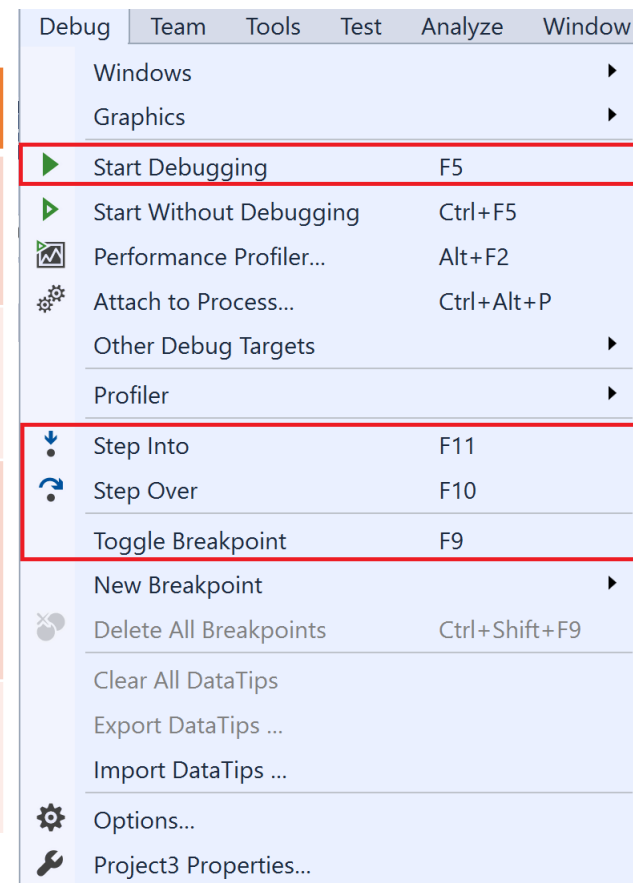 Debug Team Tools Test Analyze Window
Windows
Graphics
Start Debugging F5
Start Without Debugging Ctrl+F5
Performance Profiler... Alt+F2
Attach to Process... Ctrl+Alt+P
Other Debug Targets
Profiler
Step Into F11
Step Over F10
Toggle Breakpoint F9
New Breakpoint
Delete All Breakpoints Ctrl+Shift+F9
Clear All DataTips
Export DataTips ...
Import DataTips ...
Options...
Project3 Properties...